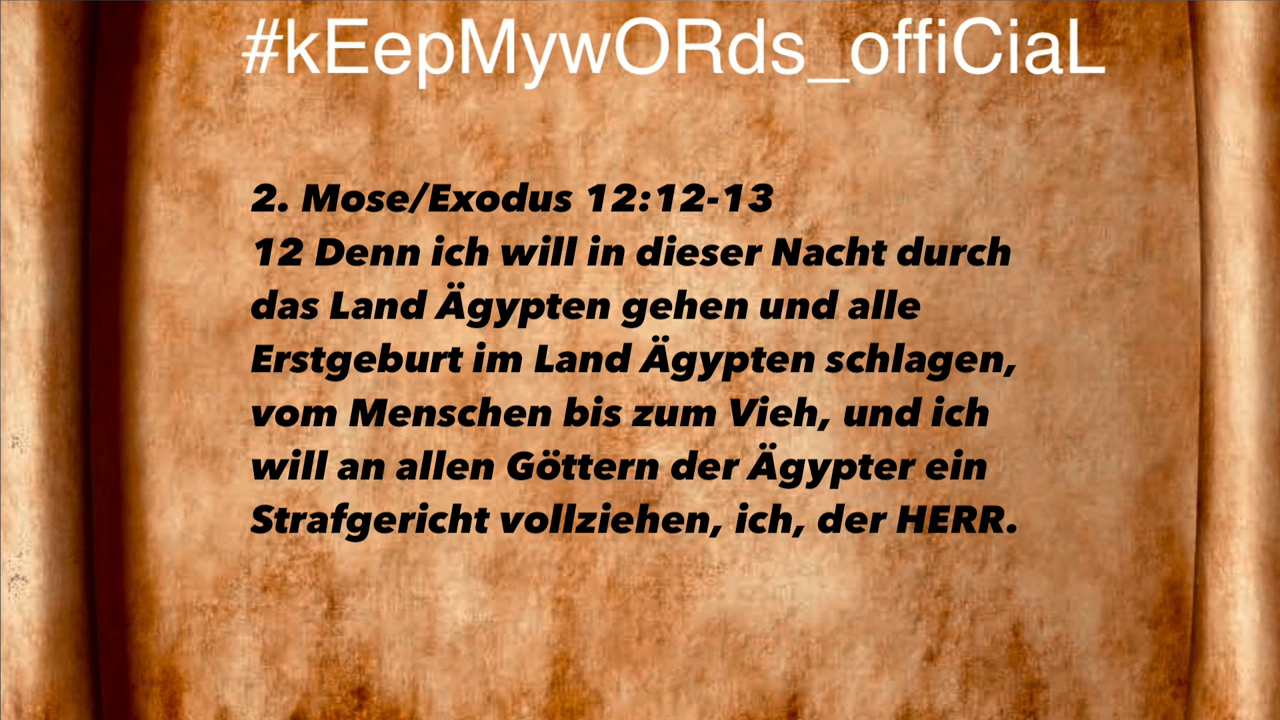 #kEepMywORds_offiCiaL
2. Mose/Exodus 12:12-13
12 Denn ich will in dieser Nacht durch
das Land Ägypten gehen und alle
Erstgeburt im Land Ägypten schlagen,
vom Menschen bis zum Vieh, und ich
will an allen Göttern der Ägypter ein
Strafgericht vollziehen, ich, der HERR.